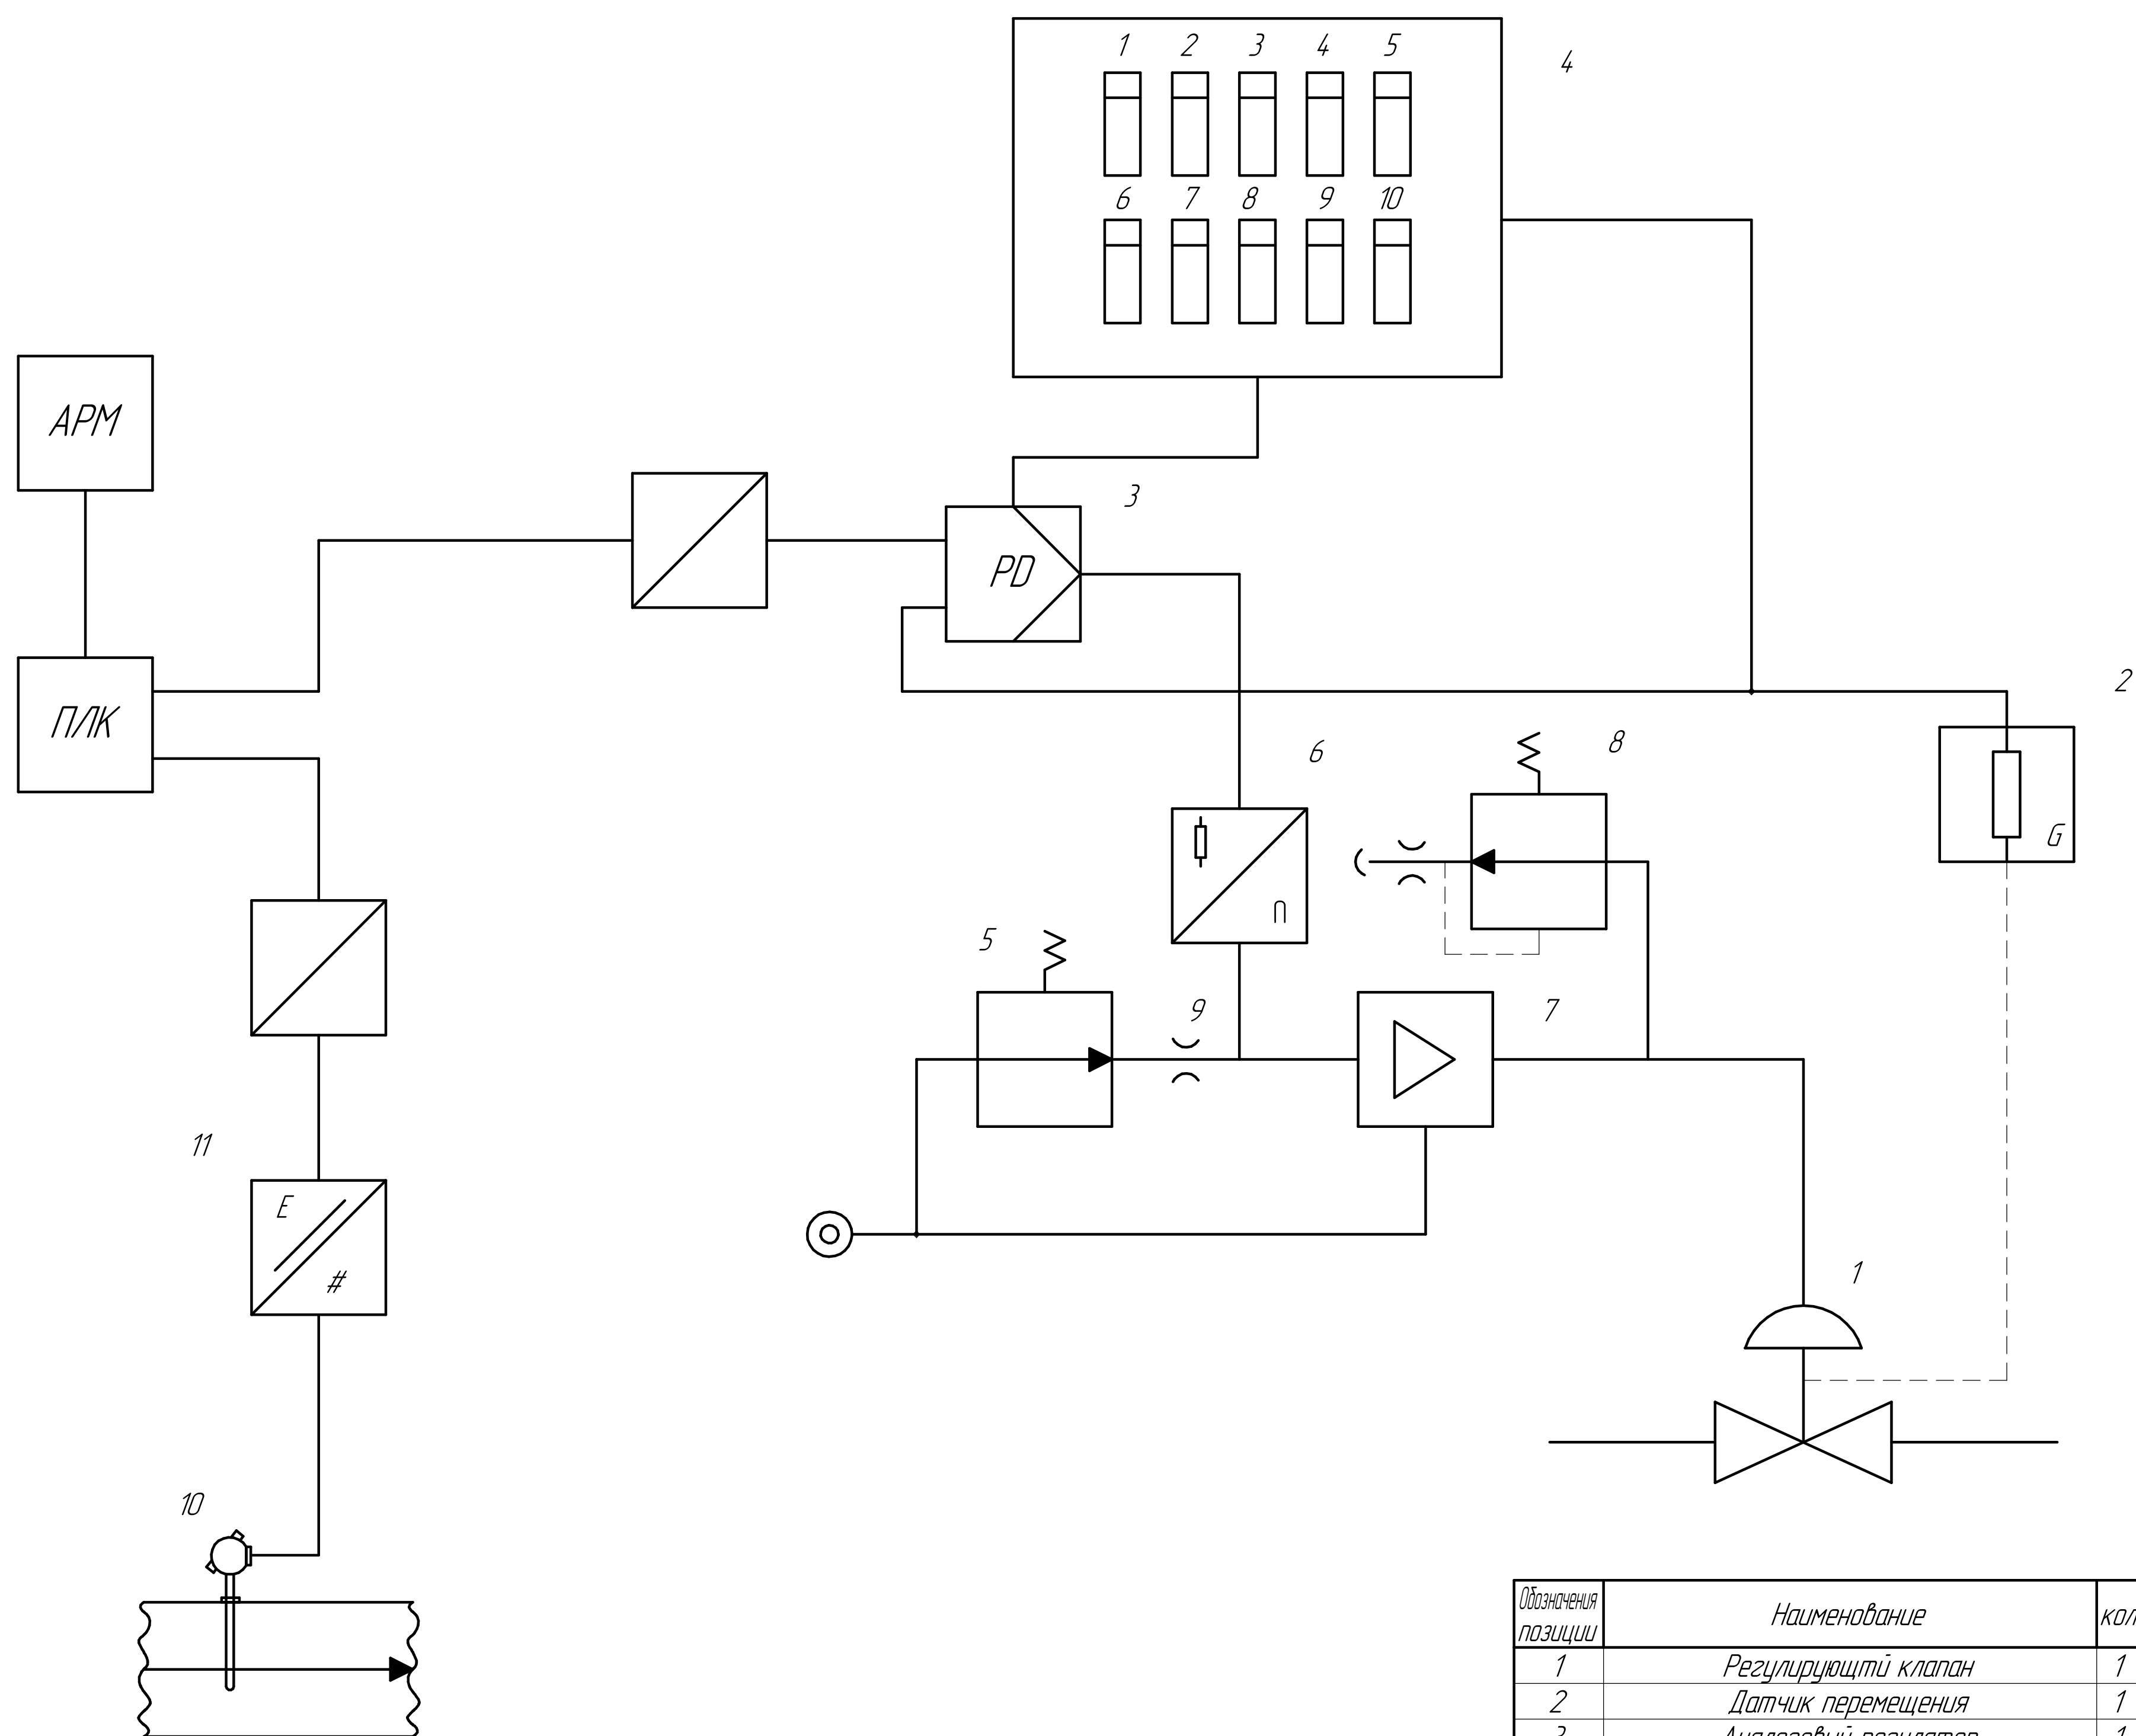 1 2 3 4 5
4
6 7 8 9 10
АРМ
3
PD
2
ПЛК
6
8
G
П
5
9
7
11
E
#
1
10
Обозначения позиции
Наименование
кол
1 Регулирующтй клапан 1
2 Датчик перемещения 1